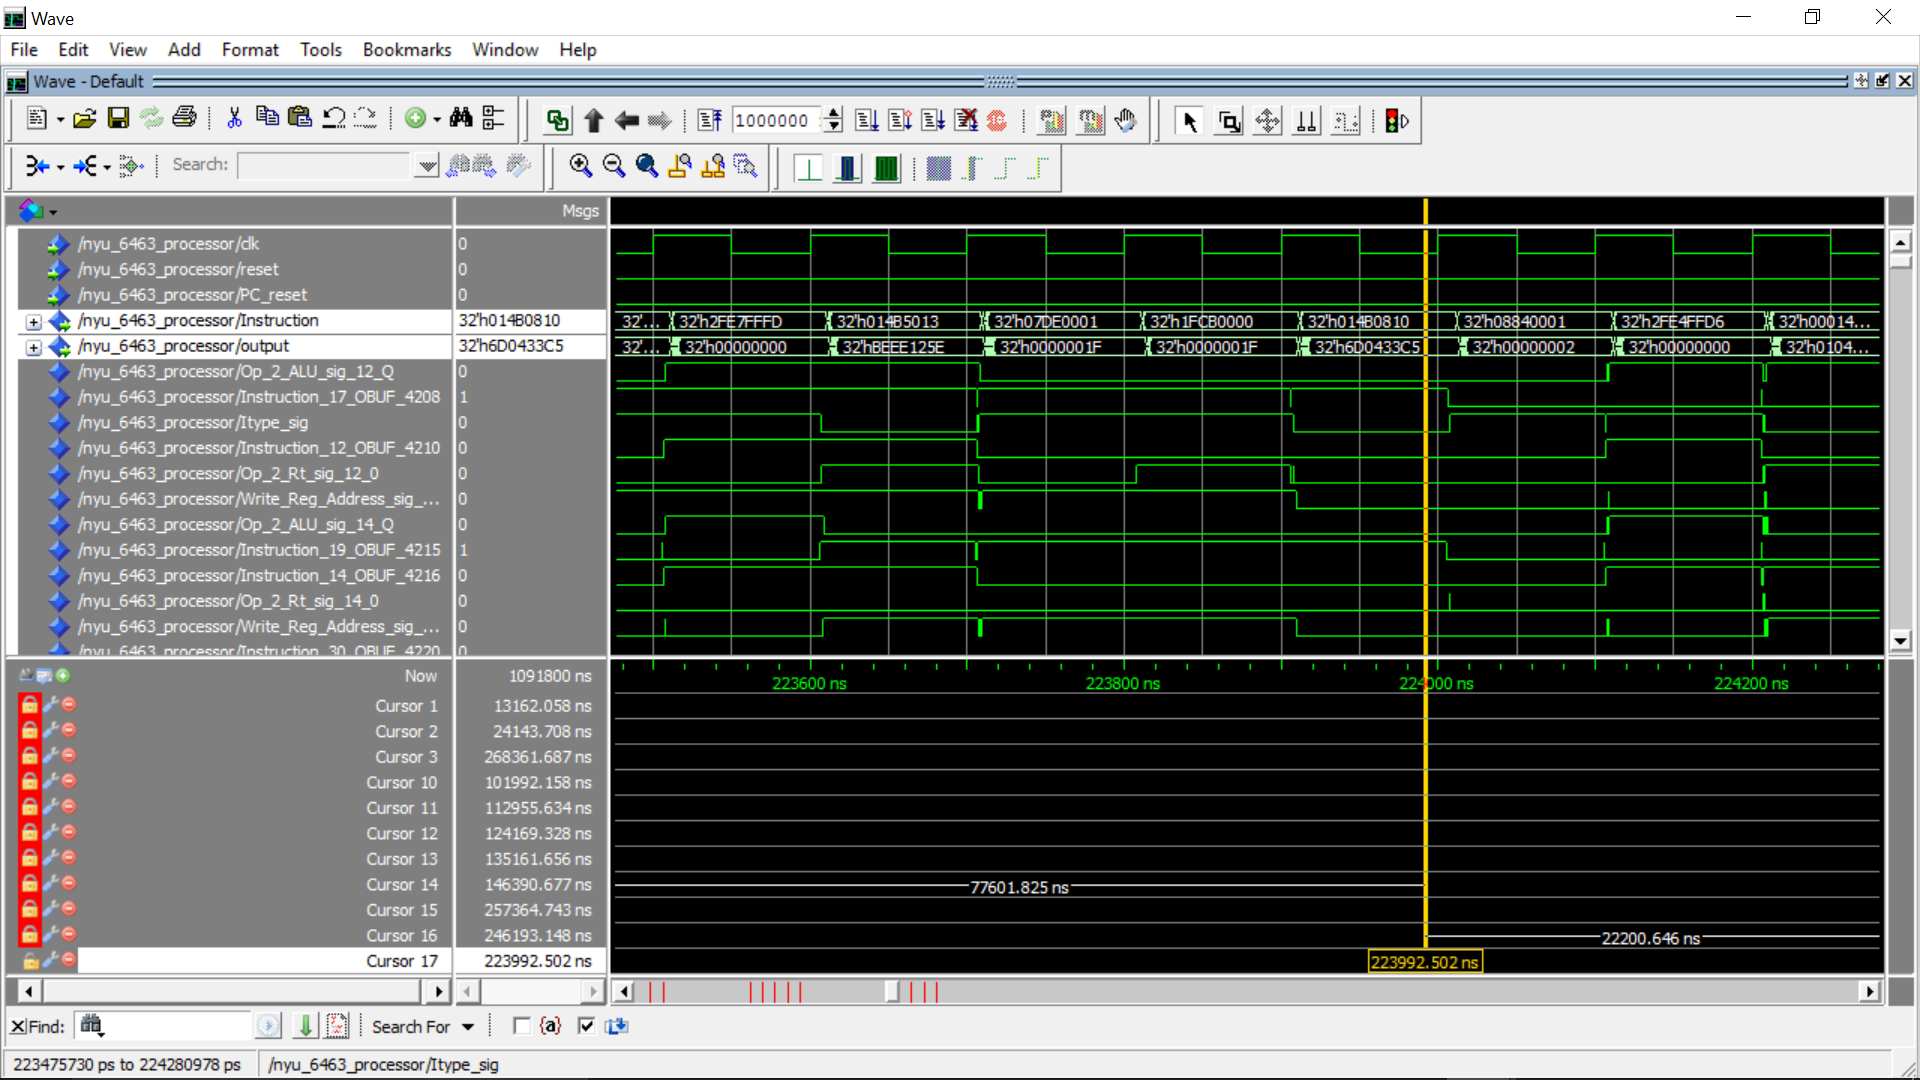 Wave
File Edit View Add Format Tools Bookmarks Window Help
Wave - Default
1000000
Search:
Msgs
/nyu_6463_processor/clk 0
/nyu_6463_processor/reset 0
/nyu_6463_processor/PC_reset 0
/nyu_6463_processor/Instruction 32'h014B0810 32'... 32'h2FE7FFFD 32'h014B5013 32'h07DE0001 32'h1FCB0000 32'h014B0810 32'h08840001 32'h2FE4FFD6 32'h00014...
/nyu_6463_processor/output 32'h6D0433C5 32'... 32'h00000000 32'hBEEE125E 32'h0000001F 32'h0000001F 32'h6D0433C5 32'h00000002 32'h00000000 32'h0104...
/nyu_6463_processor/Op_2_ALU_sig_12_Q 0
/nyu_6463_processor/Instruction_17_OBUF_4208 1
/nyu_6463_processor/Itype_sig 0
/nyu_6463_processor/Instruction_12_OBUF_4210 0
/nyu_6463_processor/Op_2_Rt_sig_12_0 0
/nyu_6463_processor/Write_Reg_Address_sig_... 0
/nyu_6463_processor/Op_2_ALU_sig_14_Q 0
/nyu_6463_processor/Instruction_19_OBUF_4215 1
/nyu_6463_processor/Instruction_14_OBUF_4216 0
/nyu_6463_processor/Op_2_Rt_sig_14_0 0
/nyu_6463_processor/Write_Reg_Address_sig_... 0
/nyu_6463_processor/Instruction_30_OBUF_4220 0
Now 1091800 ns 223600 ns 223800 ns 224000 ns 224200 ns
Cursor 1 13162.058 ns
Cursor 2 24143.708 ns
Cursor 3 268361.687 ns
Cursor 10 101992.158 ns
Cursor 11 112955.634 ns
Cursor 12 124169.328 ns
Cursor 13 135161.656 ns
Cursor 14 146390.677 ns 77601.825 ns
Cursor 15 257364.743 ns
Cursor 16 246193.148 ns 22200.646 ns
Cursor 17 223992.502 ns 223992.502 ns
Find: Search For {a}
223475730 ps to 224280978 ps /nyu_6463_processor/Itype_sig